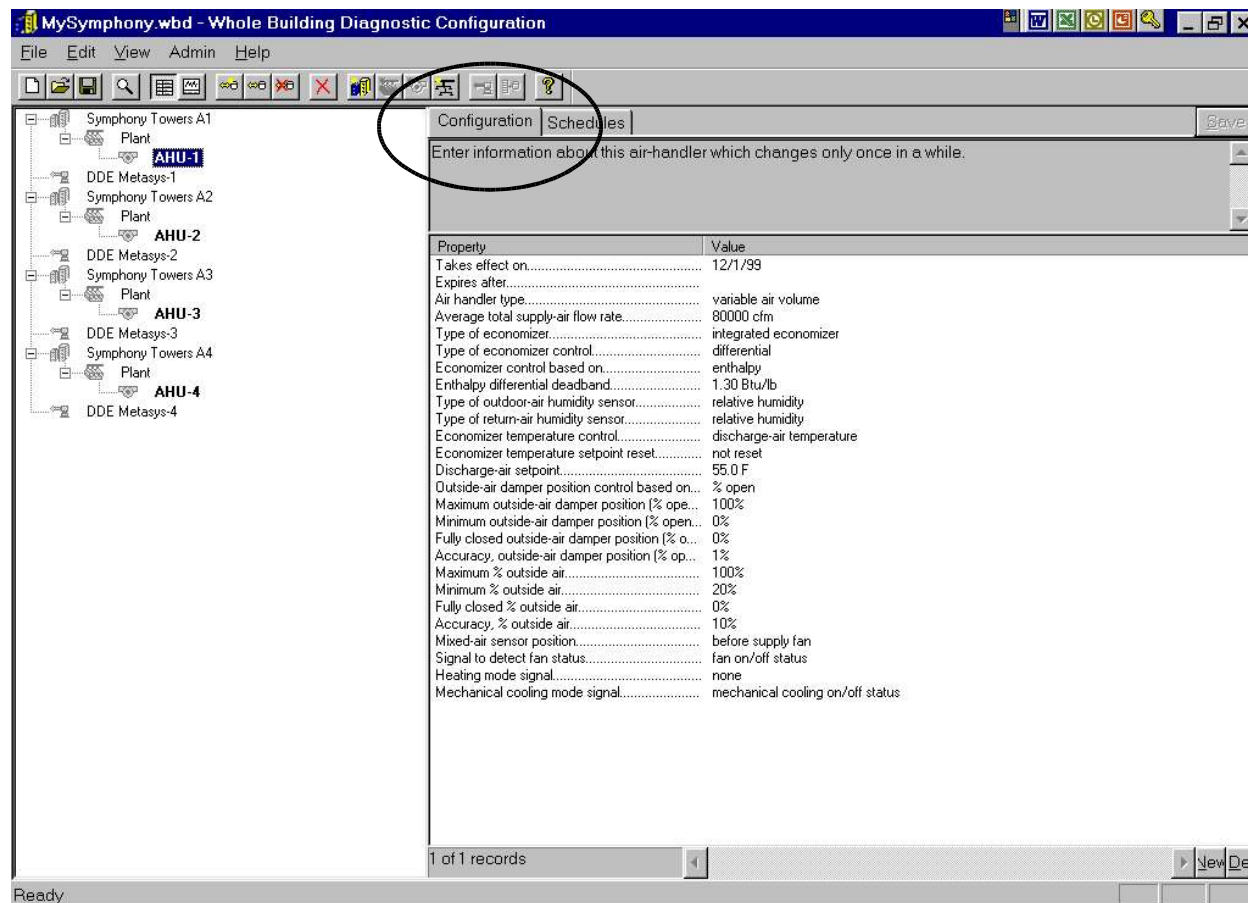 MySymphony.wbd - Whole Building Diagnostic Configuration
File Edit View Admin Help
Symphony Towers A1
Plant
AHU-1
DDE Metasys-1
Symphony Towers A2
Plant
AHU-2
DDE Metasys-2
Symphony Towers A3
Plant
AHU-3
DDE Metasys-3
Symphony Towers A4
Plant
AHU-4
DDE Metasys-4
Configuration Schedules Save
Enter information about this air-handler which changes only once in a while.
Property Value
Takes effect on 12/1/99
Expires after
Air handler type variable air volume
Average total supply-air flow rate 80000 cfm
Type of economizer integrated economizer
Type of economizer control differential
Economizer control based on enthalpy
Enthalpy differential deadband 1.30 Btu/lb
Type of outdoor-air humidity sensor relative humidity
Type of return-air humidity sensor relative humidity
Economizer temperature control discharge-air temperature
Economizer temperature setpoint reset not reset
Discharge-air setpoint 55.0 F
Outside-air damper position control based on... % open
Maximum outside-air damper position (% ope... 100%
Minimum outside-air damper position (% open... 0%
Fully closed outside-air damper position (% o... 0%
Accuracy, outside-air damper position (% op... 1%
Maximum % outside air 100%
Minimum % outside air 20%
Fully closed % outside air 0%
Accuracy, % outside air 10%
Mixed-air sensor position before supply fan
Signal to detect fan status fan on/off status
Heating mode signal none
Mechanical cooling mode signal mechanical cooling on/off status
1 of 1 records New De
Ready